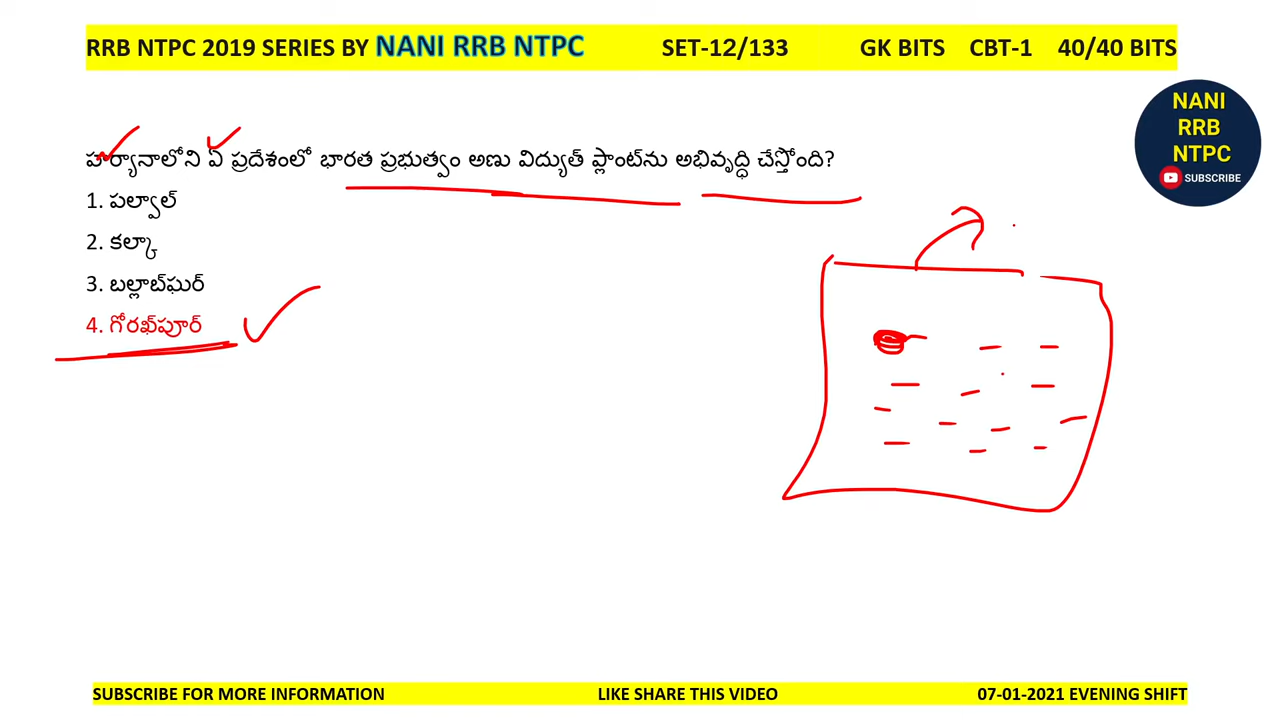 RRB NTPC 2019 SERIES BY NANI RRB NTPC SET-12/133 GK BITS CBT-1 40/40 BITS
NANI
RRB
NTPC
SUBSCRIBE
హర్యానాలోని ఏ ప్రదేశంలో భారత ప్రభుత్వం అణు విద్యుత్ ప్లాంట్‌ను అభివృద్ధి చేస్తోంది?
1. పల్వాల్
2. కల్కా
3. బల్లాబ్‌ఘర్
4. గోరఖ్‌పూర్
SUBSCRIBE FOR MORE INFORMATION LIKE SHARE THIS VIDEO 07-01-2021 EVENING SHIFT